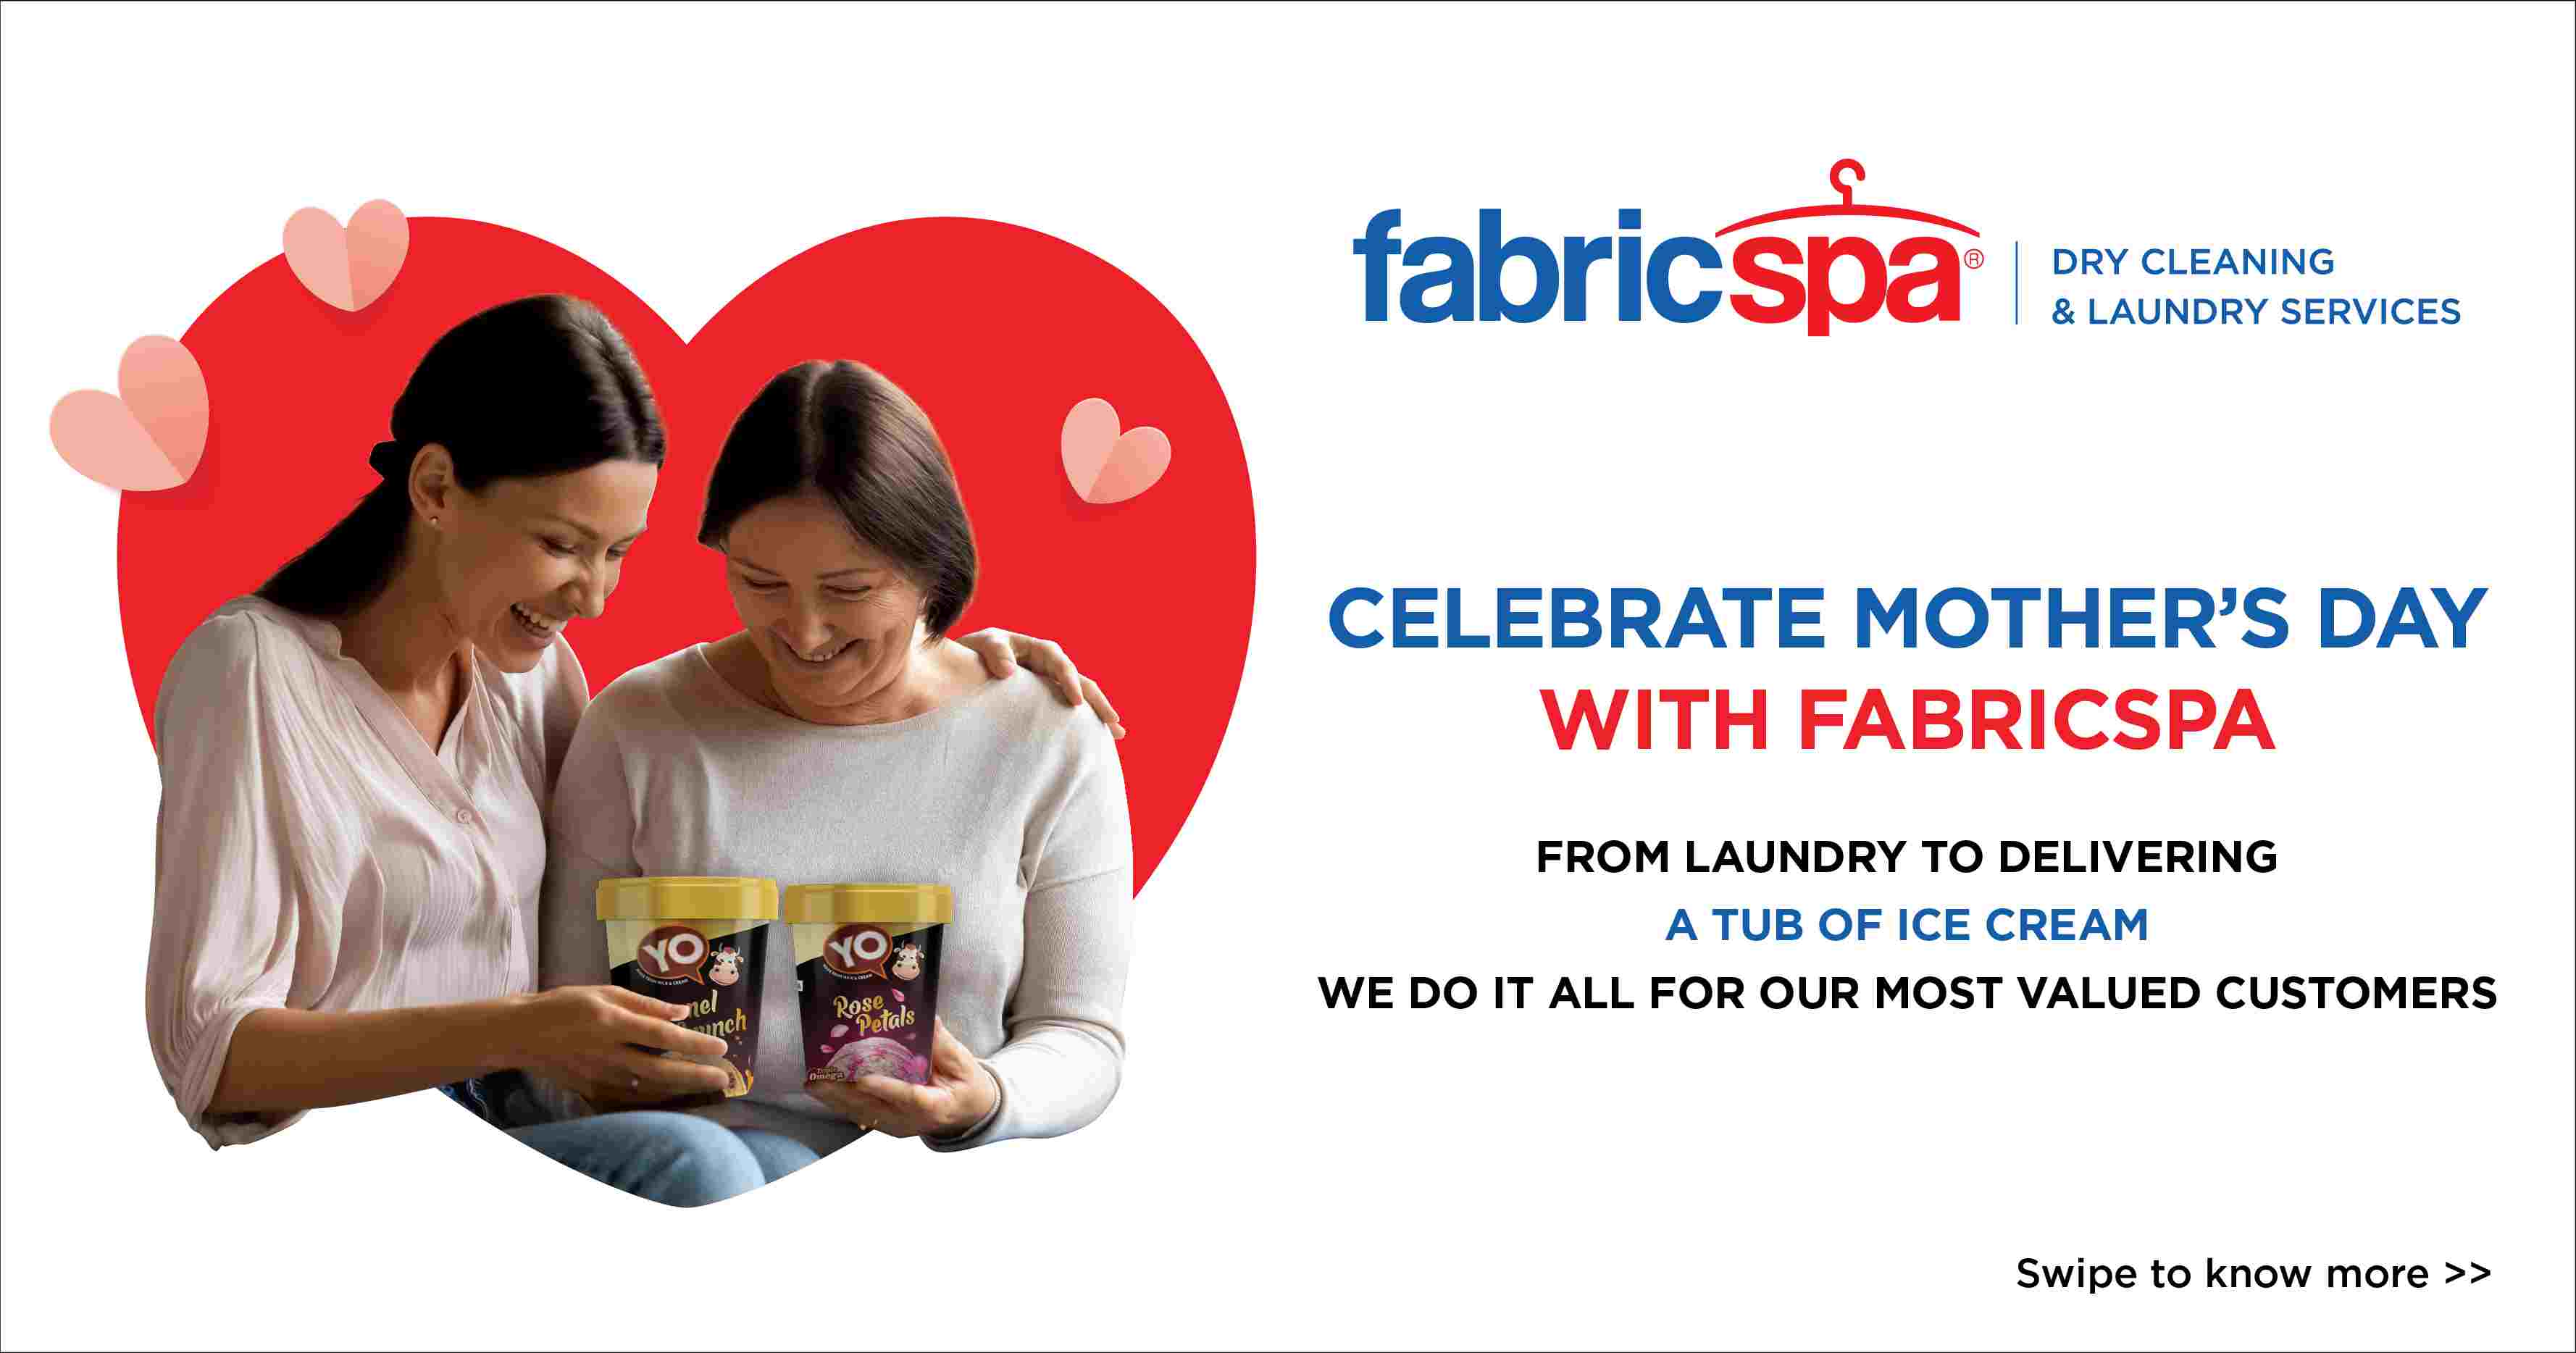 fabricspa®
DRY CLEANING
& LAUNDRY SERVICES
CELEBRATE MOTHER’S DAY
WITH FABRICSPA
FROM LAUNDRY TO DELIVERING
A TUB OF ICE CREAM
WE DO IT ALL FOR OUR MOST VALUED CUSTOMERS
YO
YO
Rose
Petals
Omega
Swipe to know more >>